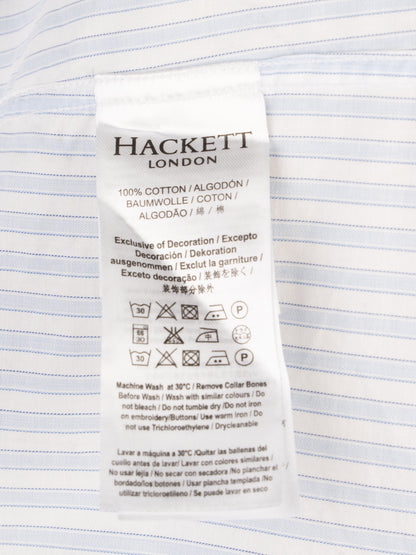 HACKETT
LONDON
100% COTTON / ALGODÓN /
BAUMWOLLE / COTON /
ALGODÃO / 綿 / 棉
Exclusive of Decoration / Excepto
Decoración / Dekoration
ausgenommen / Exclut la garniture /
Exceto decoração / 装飾を除く /
装饰部分除外
30 P
30 中
30 P
Machine Wash at 30°C / Remove Collar Bones
Before Wash / Wash with similar colours / Do
not bleach / Do not tumble dry / Do not iron
on embroidery/Buttons/ Use warm iron / Do
not use Trichloroethylene / Drycleanable
Lavar a máquina a 30°C /Quitar las ballenas del
cuello antes de lavar/ Lavar con colores similares /
No usar lejía / No usar secadora /No planchar el
bordado/los botones / Usar plancha templada / No
utilizar tricloroetileno / Se puede lavar en seco